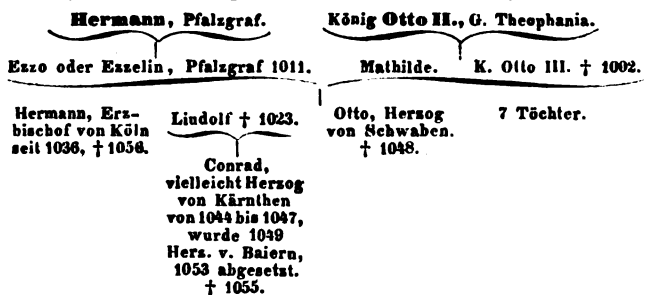 Hermann, Pfalzgraf. König Otto II., G. Theophania.
Ezzo oder Ezzelin, Pfalzgraf 1011. Mathilde. K. Otto III. † 1002.
Hermann, Erz-
bischof von Köln
seit 1036, † 1056.
Liudolf † 1023.
Conrad,
vielleicht Herzog
von Kärnthen
von 1044 bis 1047,
wurde 1049
Herz. v. Baiern,
1053 abgesetzt.
† 1055.
Otto, Herzog
von Schwaben.
† 1048.
7 Töchter.